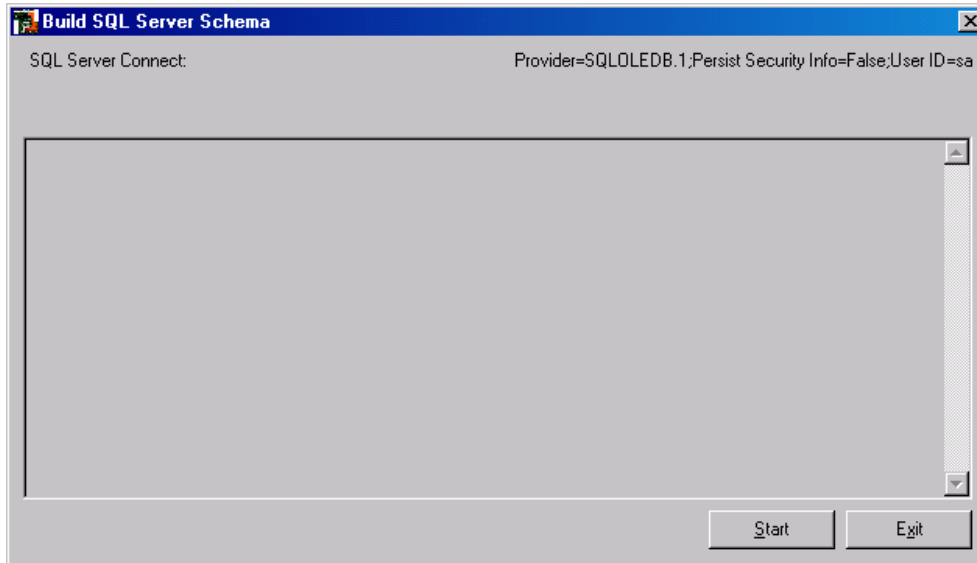 Build SQL Server Schema
SQL Server Connect: Provider=SQLOLEDB.1;Persist Security Info=False;User ID=sa
Start Exit